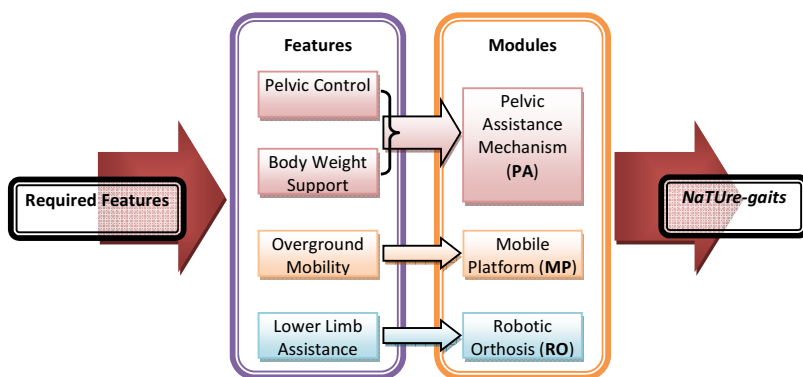 Features
Modules
Pelvic Control
Body Weight
Support
Pelvic
Assistance
Mechanism
(PA)
Required Features
NaTUre-gaits
Overground
Mobility
Mobile
Platform (MP)
Lower Limb
Assistance
Robotic
Orthosis (RO)